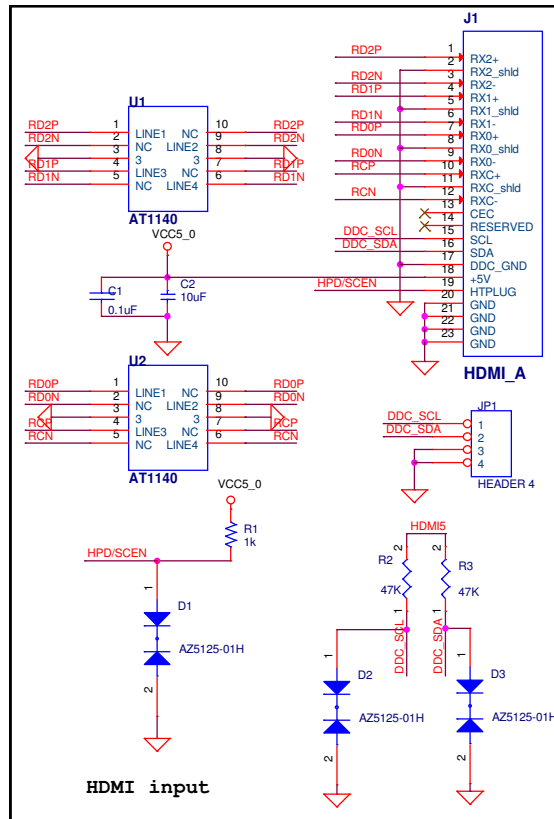 J1
RD2P 1 RX2+
2 RX2_shld
RD2N 3 RX2-
RD1P 4 RX1+
5 RX1_shld
RD1N 6 RX1-
RD0P 7 RX0+
8 RX0_shld
RD0N 9 RX0-
RCP 10 RXC+
11 RXC_shld
RCN 12 RXC-
13 CEC
14 RESERVED
DDC_SCL 15 SCL
DDC_SDA 16 SDA
17 DDC_GND
18 +5V
HPD/SCEN 19 HTPLUG
20 GND
21 GND
22 GND
23 GND
HDMI_A
U1
RD2P 1 LINE1 NC 10 RD2P
RD2N 2 NC LINE2 9 RD2N
3 3 3 8
RD1P 4 LINE3 NC 7 RD1P
RD1N 5 NC LINE4 6 RD1N
AT1140
VCC5_0
C1
0.1uF
C2
10uF
U2
RD0P 1 LINE1 NC 10 RD0P
RD0N 2 NC LINE2 9 RD0N
3 3 3 8
RCP 4 LINE3 NC 7 RCP
RCN 5 NC LINE4 6 RCN
AT1140
JP1
DDC_SCL 1
DDC_SDA 2
3
4
HEADER 4
VCC5_0
R1
1k
HPD/SCEN
1
D1
AZ5125-01H
2
HDMI5
2 2
R2 R3
47K 47K
1 1
DDC_SCL DDC_SDA
1 1
D2 D3
AZ5125-01H AZ5125-01H
2 2
HDMI input